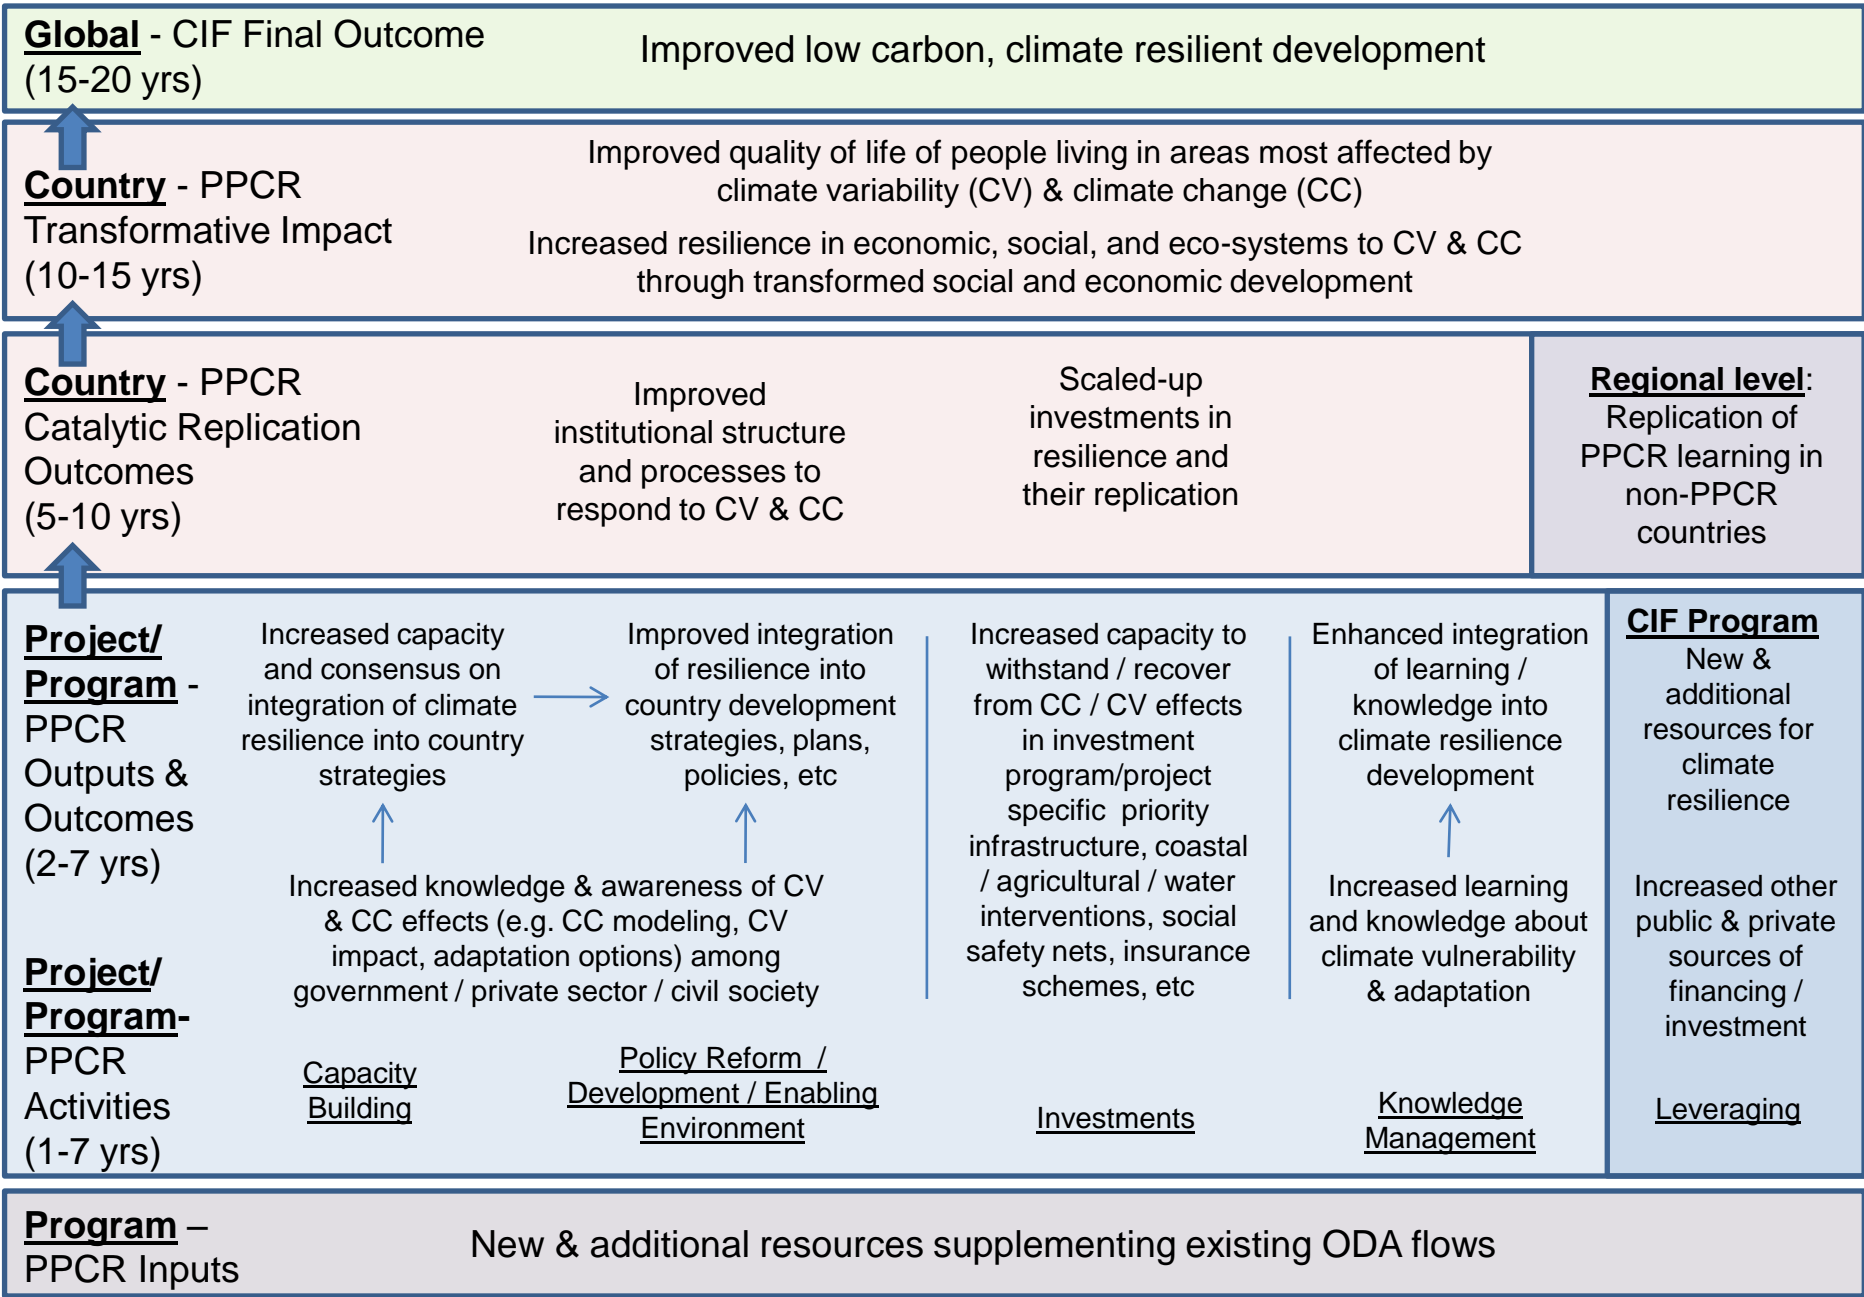 Global - CIF Final Outcome
(15-20 yrs)
Improved low carbon, climate resilient development
Country - PPCR
Transformative Impact
(10-15 yrs)
Improved quality of life of people living in areas most affected by
climate variability (CV) & climate change (CC)
Increased resilience in economic, social, and eco-systems to CV & CC
through transformed social and economic development
Country - PPCR
Catalytic Replication
Outcomes
(5-10 yrs)
Improved
institutional structure
and processes to
respond to CV & CC
Scaled-up
investments in
resilience and
their replication
Regional level:
Replication of
PPCR learning in
non-PPCR
countries
Project/
Program -
PPCR
Outputs &
Outcomes
(2-7 yrs)
Increased capacity
and consensus on
integration of climate
resilience into country
strategies
Improved integration
of resilience into
country development
strategies, plans,
policies, etc
Increased knowledge & awareness of CV
& CC effects (e.g. CC modeling, CV
impact, adaptation options) among
government / private sector / civil society
Increased capacity to
withstand / recover
from CC / CV effects
in investment
program/project
specific priority
infrastructure, coastal
/ agricultural / water
interventions, social
safety nets, insurance
schemes, etc
Enhanced integration
of learning /
knowledge into
climate resilience
development
Increased learning
and knowledge about
climate vulnerability
& adaptation
CIF Program
New &
additional
resources for
climate
resilience
Increased other
public & private
sources of
financing /
investment
Project/
Program-
PPCR
Activities
(1-7 yrs)
Capacity
Building
Policy Reform /
Development / Enabling
Environment
Investments
Knowledge
Management
Leveraging
Program –
PPCR Inputs
New & additional resources supplementing existing ODA flows